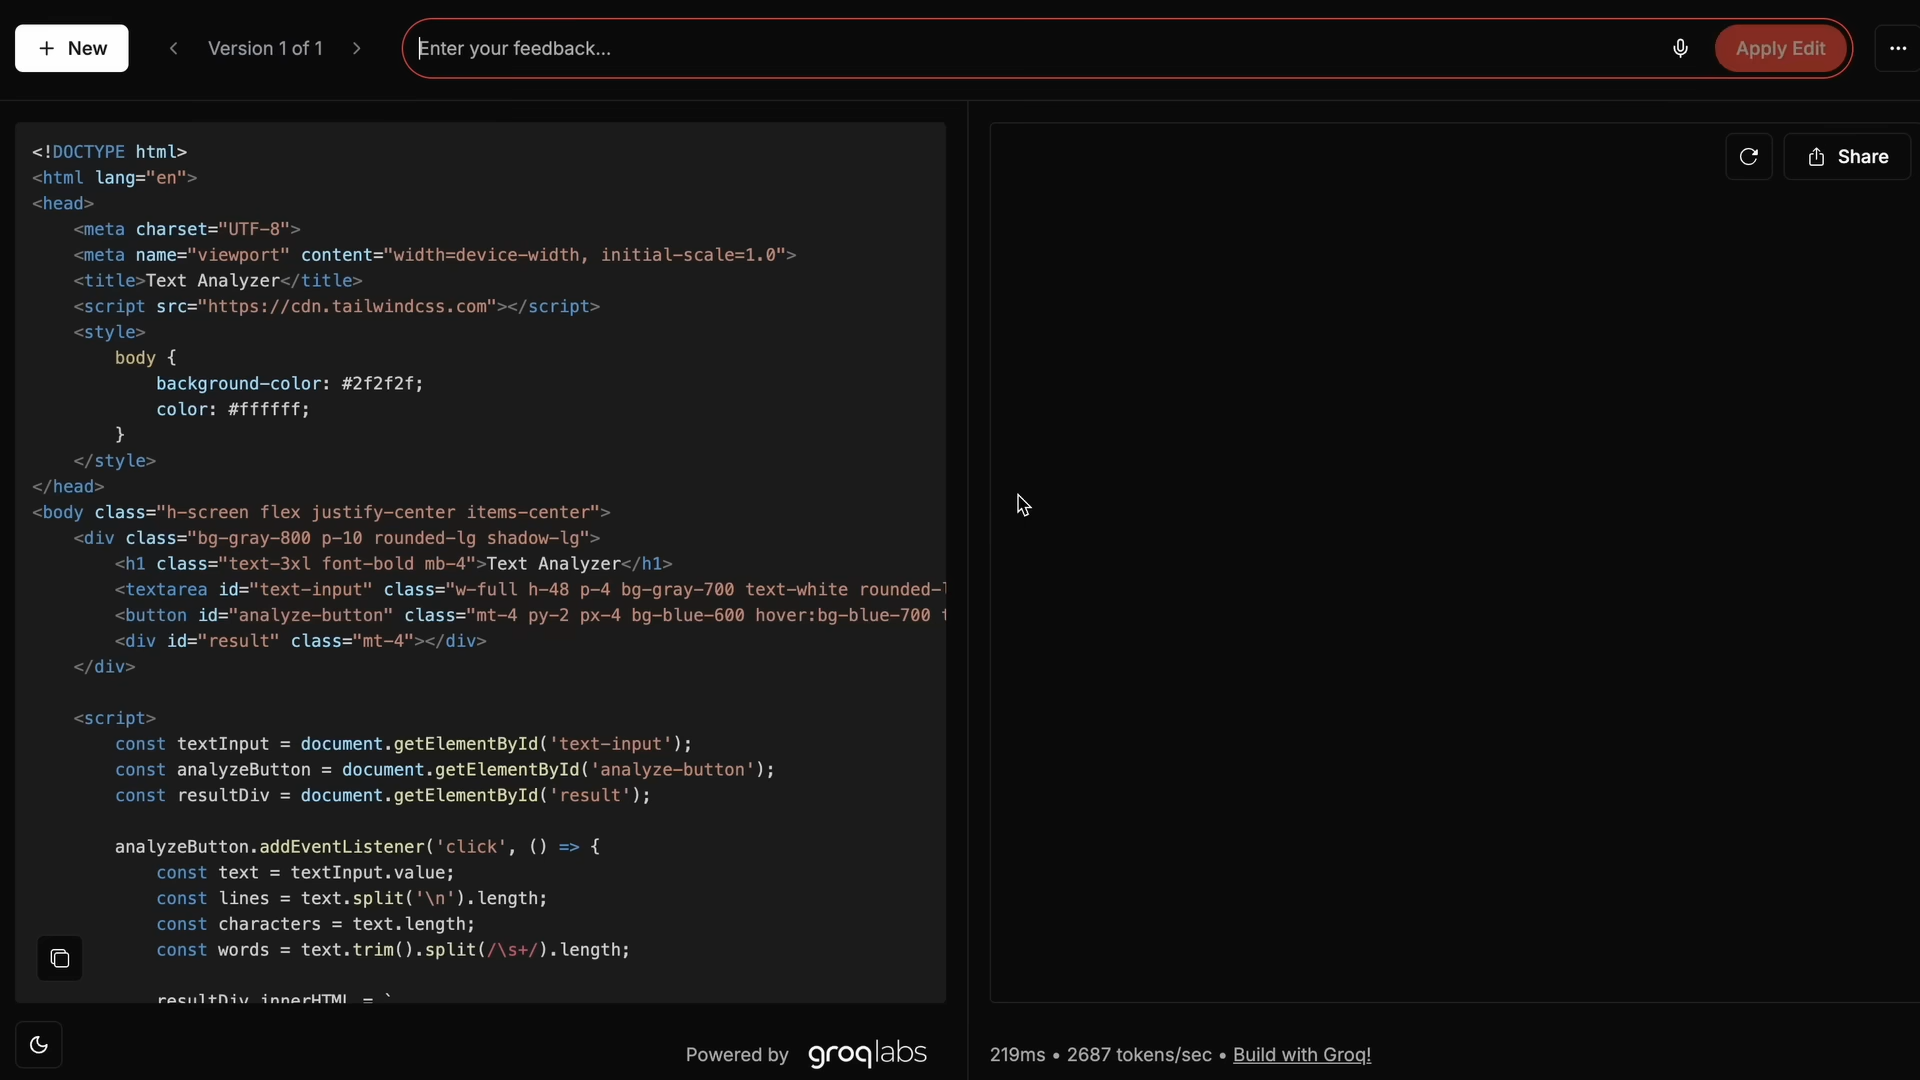 + New
Version 1 of 1
Enter your feedback...
Apply Edit
Share
<!DOCTYPE html>
<html lang="en">
<head>
    <meta charset="UTF-8">
    <meta name="viewport" content="width=device-width, initial-scale=1.0">
    <title>Text Analyzer</title>
    <script src="https://cdn.tailwindcss.com"></script>
    <style>
        body {
            background-color: #2f2f2f;
            color: #ffffff;
        }
    </style>
</head>
<body class="h-screen flex justify-center items-center">
    <div class="bg-gray-800 p-10 rounded-lg shadow-lg">
        <h1 class="text-3xl font-bold mb-4">Text Analyzer</h1>
        <textarea id="text-input" class="w-full h-48 p-4 bg-gray-700 text-white rounded-
        <button id="analyze-button" class="mt-4 py-2 px-4 bg-blue-600 hover:bg-blue-700
        <div id="result" class="mt-4"></div>
    </div>
    <script>
        const textInput = document.getElementById('text-input');
        const analyzeButton = document.getElementById('analyze-button');
        const resultDiv = document.getElementById('result');
        analyzeButton.addEventListener('click', () => {
            const text = textInput.value;
            const lines = text.split('\n').length;
            const characters = text.length;
            const words = text.trim().split(/\s+/).length;
            resultDiv innerHTML = `
Powered by groqlabs
219ms • 2687 tokens/sec • Build with Groq!